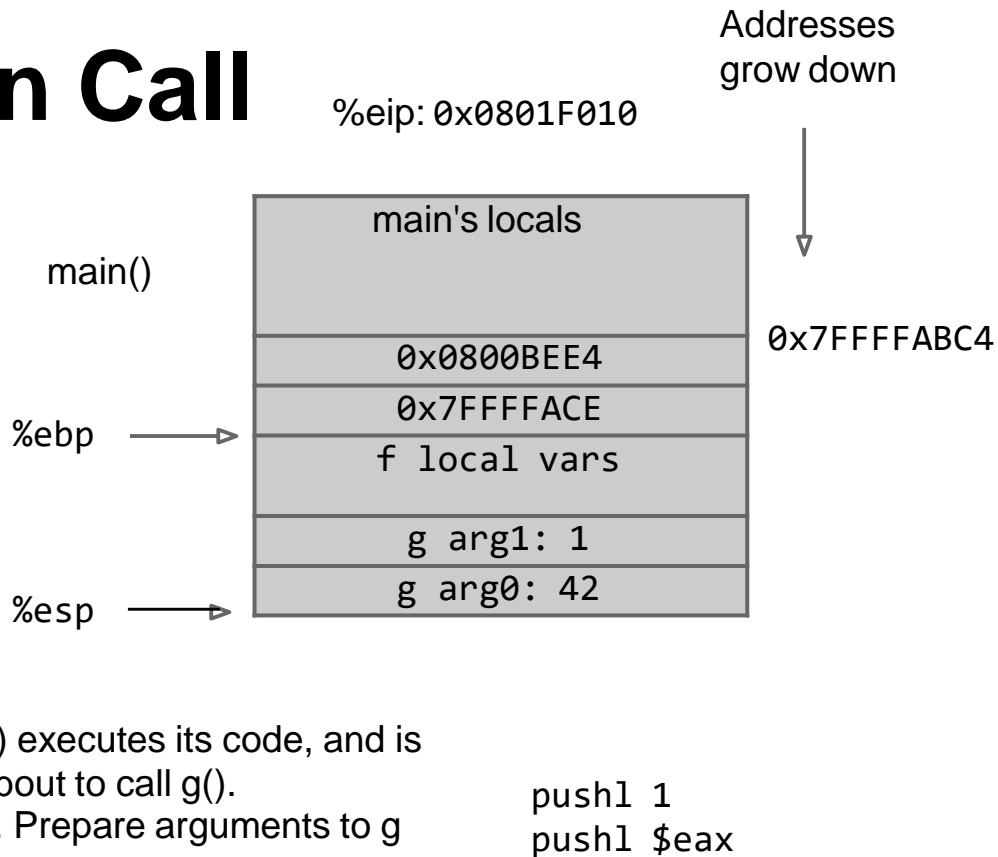 n Call
Addresses
grow down
%eip: 0x0801F010
main's locals
main()
0x7FFFFABC4
0x0800BEE4
0x7FFFFACE
%ebp
f local vars
g arg1: 1
g arg0: 42
%esp
) executes its code, and is
bout to call g().
. Prepare arguments to g
pushl 1
pushl $eax